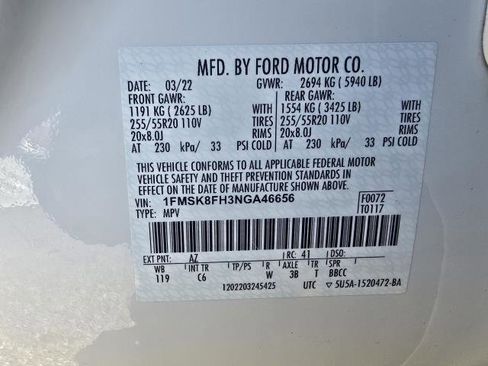 MFD. BY FORD MOTOR CO.
DATE: 03/22 GVWR: 2694 KG ( 5940 LB)
FRONT GAWR: REAR GAWR:
1191 KG ( 2625 LB) WITH 1554 KG ( 3425 LB) WITH
255/55R20 110V TIRES 255/55R20 110V TIRES
20x8.0J RIMS 20x8.0J RIMS
AT 230 kPa/ 33 PSI COLD AT 230 kPa/ 33 PSI COLD
THIS VEHICLE CONFORMS TO ALL APPLICABLE FEDERAL MOTOR
VEHICLE SAFETY AND THEFT PREVENTION STANDARDS IN
EFFECT ON THE DATE OF MANUFACTURE SHOWN ABOVE.
VIN: 1FMSK8FH3NGA46656 F0072
TYPE: MPV T0117
EXT PNT: AZ RC: 41 DSO:
WB INT TR TP/PS R AXLE TR SPR
119 C6 W 3B T BBCC
1202203245425 UTC ▽ 5U5A-1520472-BA